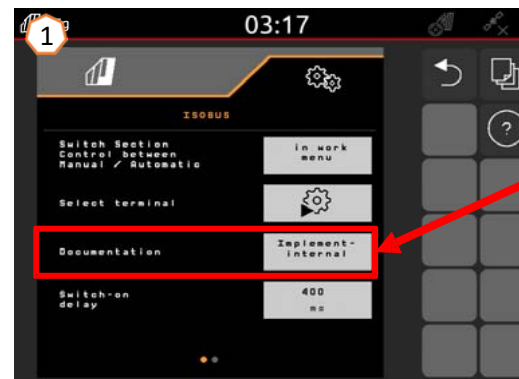 1
03:17
ISOBUS
Switch Section
Control between
Manual / Automatic
in work
menu
Select terminal
Documentation
Implement-
internal
Switch-on
delay
400
ms
?